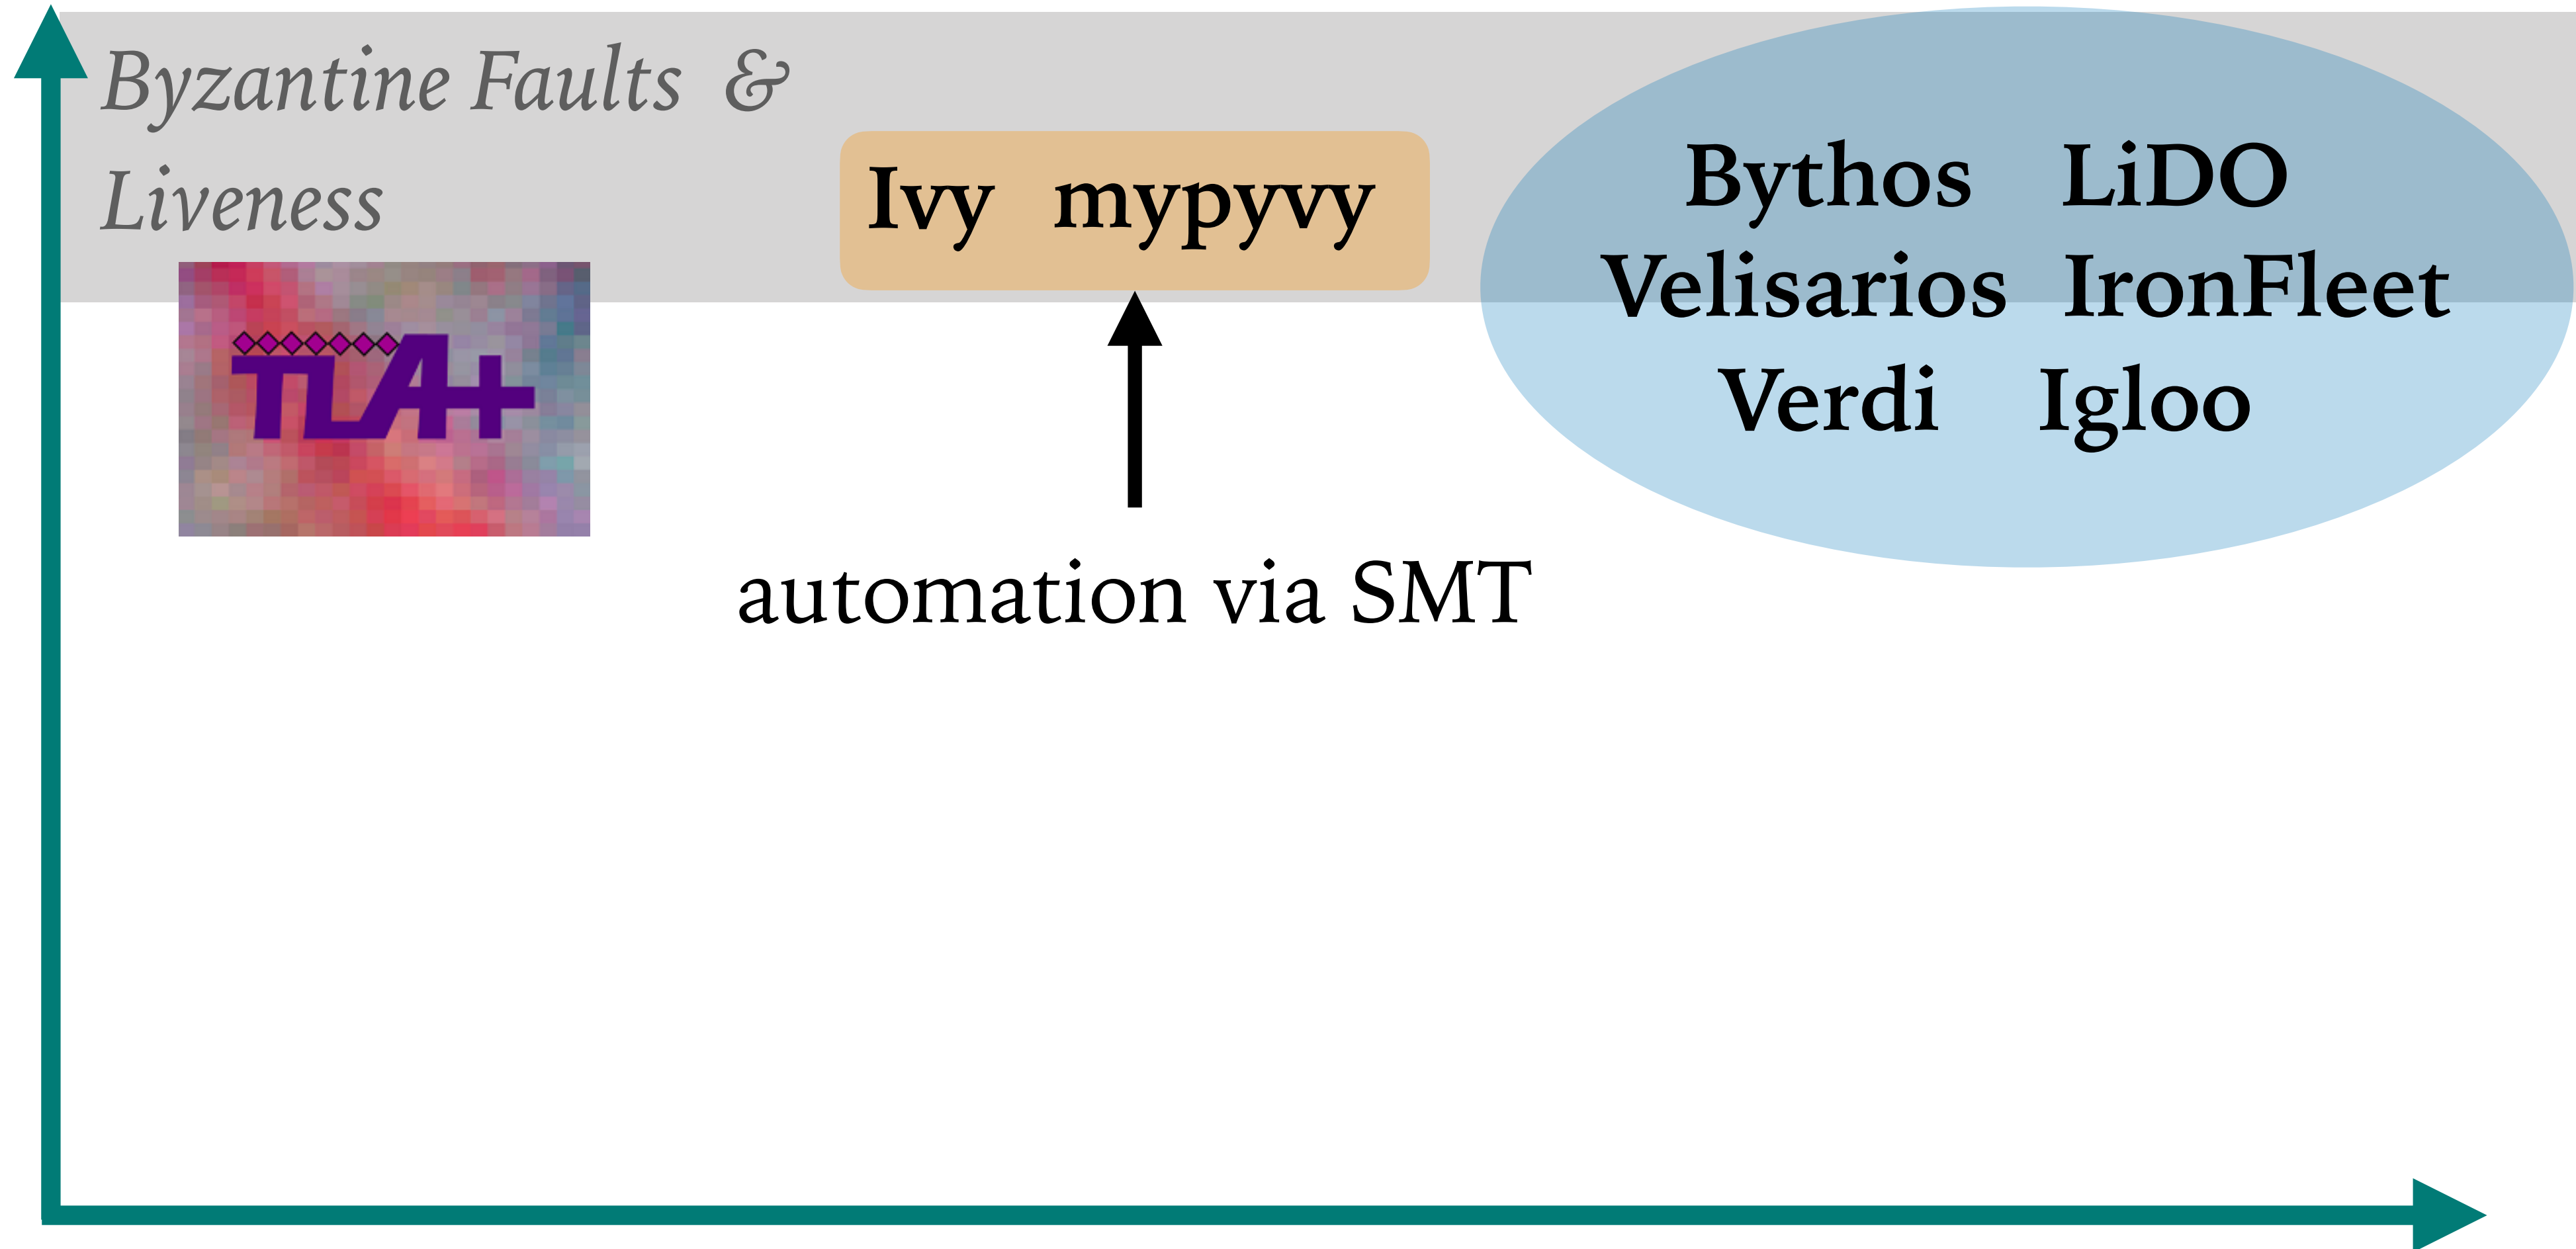 Byzantine Faults &
Liveness
Ivy mypyvy
Bythos LiDO
Velisarios IronFleet
Verdi Igloo
TLA+
automation via SMT